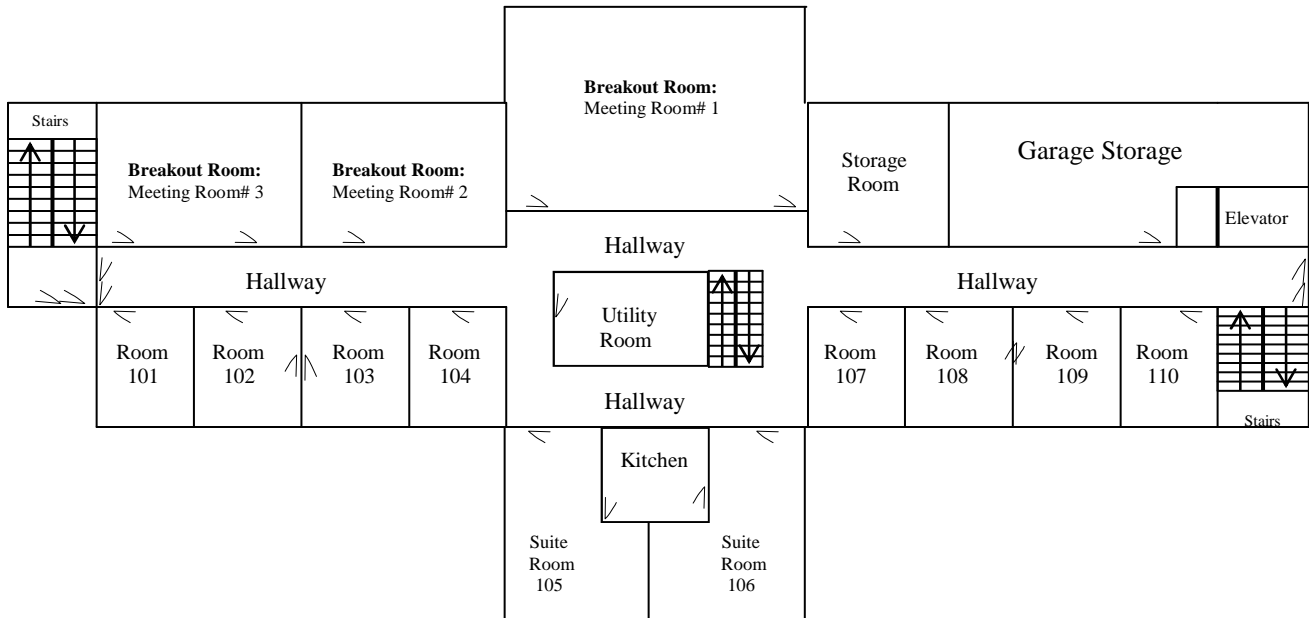 Breakout Room:
Meeting Room# 1
Stairs
Breakout Room:
Meeting Room# 3
Breakout Room:
Meeting Room# 2
Storage
Room
Garage Storage
Elevator
Hallway
Hallway
Hallway
Utility
Room
Room
101
Room
102
Room
103
Room
104
Room
107
Room
108
Room
109
Room
110
Hallway
Stairs
Kitchen
Suite
Room
105
Suite
Room
106